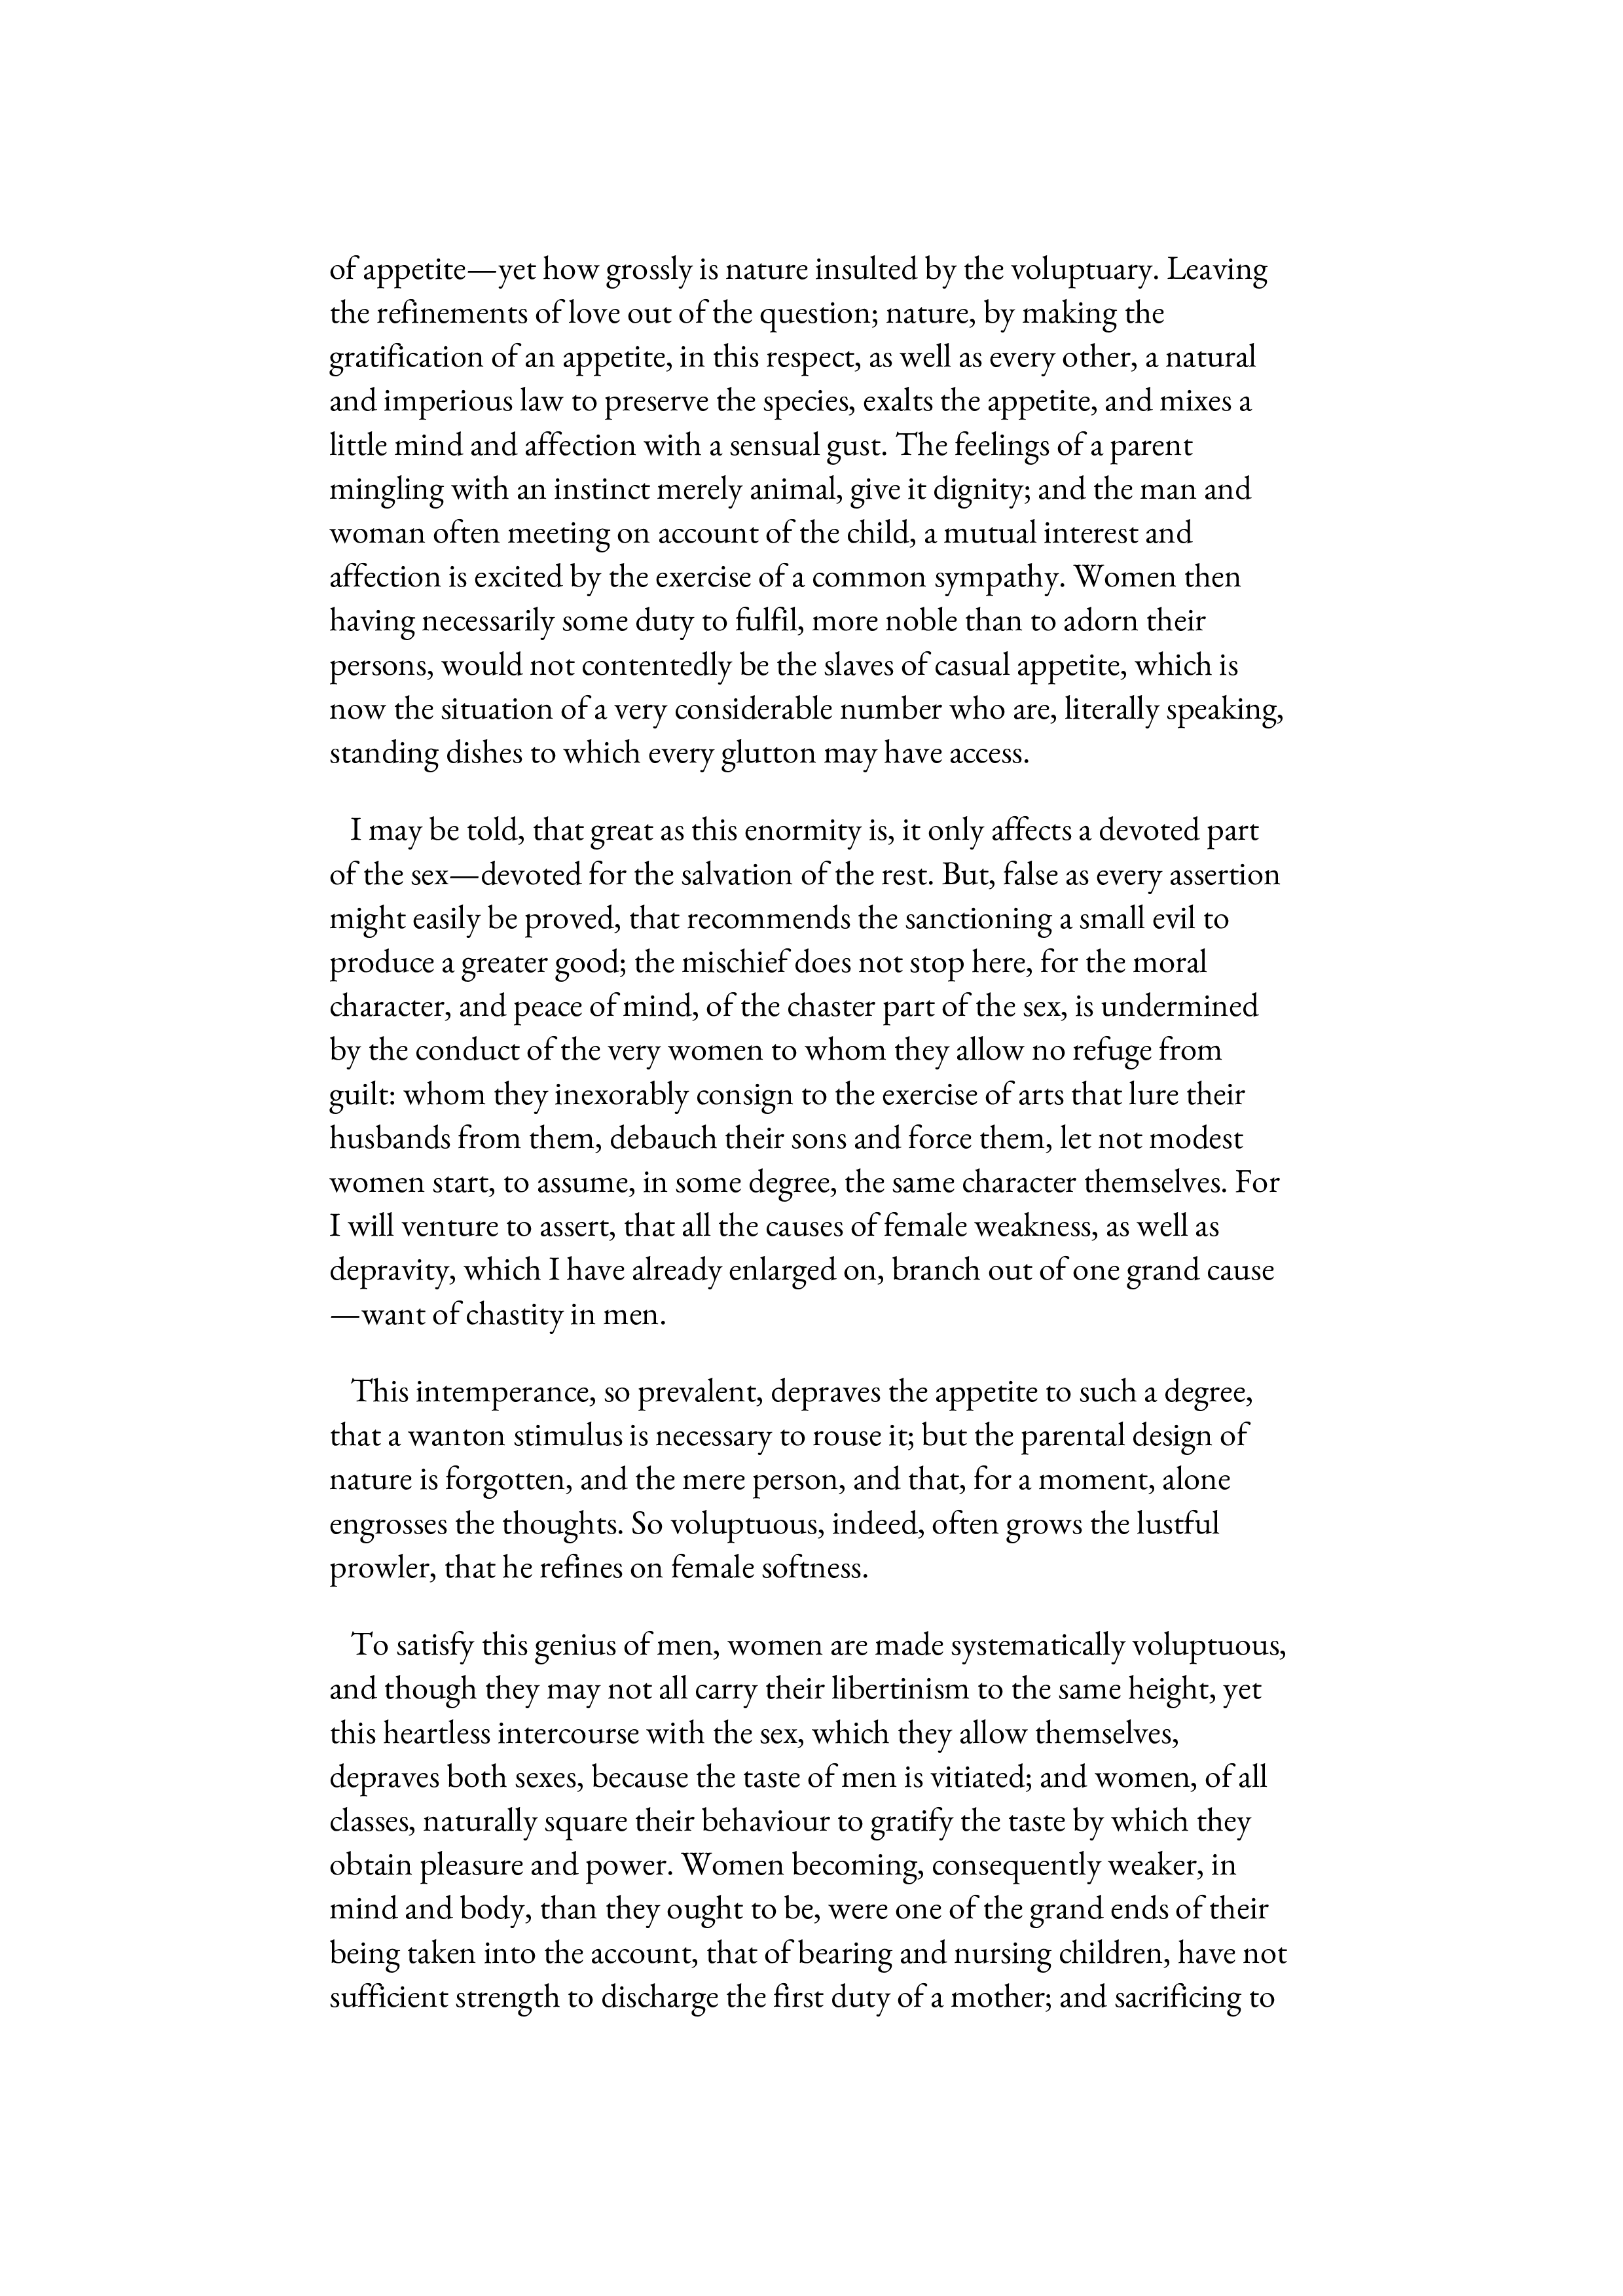 of appetite—yet how grossly is nature insulted by the voluptuary. Leaving
the refinements of love out of the question; nature, by making the
gratification of an appetite, in this respect, as well as every other, a natural
and imperious law to preserve the species, exalts the appetite, and mixes a
little mind and affection with a sensual gust. The feelings of a parent
mingling with an instinct merely animal, give it dignity; and the man and
woman often meeting on account of the child, a mutual interest and
affection is excited by the exercise of a common sympathy. Women then
having necessarily some duty to fulfil, more noble than to adorn their
persons, would not contentedly be the slaves of casual appetite, which is
now the situation of a very considerable number who are, literally speaking,
standing dishes to which every glutton may have access.
I may be told, that great as this enormity is, it only affects a devoted part
of the sex—devoted for the salvation of the rest. But, false as every assertion
might easily be proved, that recommends the sanctioning a small evil to
produce a greater good; the mischief does not stop here, for the moral
character, and peace of mind, of the chaster part of the sex, is undermined
by the conduct of the very women to whom they allow no refuge from
guilt: whom they inexorably consign to the exercise of arts that lure their
husbands from them, debauch their sons and force them, let not modest
women start, to assume, in some degree, the same character themselves. For
I will venture to assert, that all the causes of female weakness, as well as
depravity, which I have already enlarged on, branch out of one grand cause
—want of chastity in men.
This intemperance, so prevalent, depraves the appetite to such a degree,
that a wanton stimulus is necessary to rouse it; but the parental design of
nature is forgotten, and the mere person, and that, for a moment, alone
engrosses the thoughts. So voluptuous, indeed, often grows the lustful
prowler, that he refines on female softness.
To satisfy this genius of men, women are made systematically voluptuous,
and though they may not all carry their libertinism to the same height, yet
this heartless intercourse with the sex, which they allow themselves,
depraves both sexes, because the taste of men is vitiated; and women, of all
classes, naturally square their behaviour to gratify the taste by which they
obtain pleasure and power. Women becoming, consequently weaker, in
mind and body, than they ought to be, were one of the grand ends of their
being taken into the account, that of bearing and nursing children, have not
sufficient strength to discharge the first duty of a mother; and sacrificing to